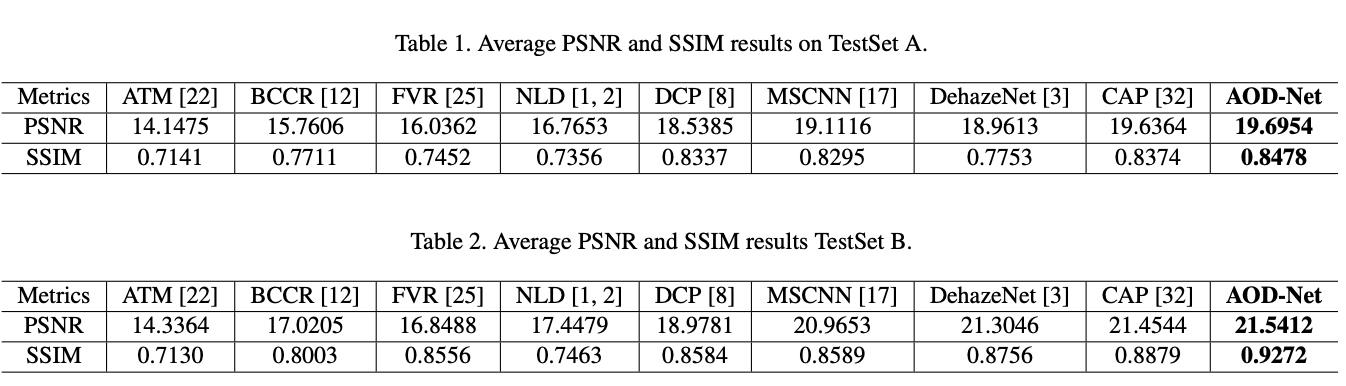 Table 1. Average PSNR and SSIM results on TestSet A.
Metrics ATM [22] BCCR [12] FVR [25] NLD [1, 2] DCP [8] MSCNN [17] DehazeNet [3] CAP [32] AOD-Net
PSNR 14.1475 15.7606 16.0362 16.7653 18.5385 19.1116 18.9613 19.6364 19.6954
SSIM 0.7141 0.7711 0.7452 0.7356 0.8337 0.8295 0.7753 0.8374 0.8478
Table 2. Average PSNR and SSIM results TestSet B.
Metrics ATM [22] BCCR [12] FVR [25] NLD [1, 2] DCP [8] MSCNN [17] DehazeNet [3] CAP [32] AOD-Net
PSNR 14.3364 17.0205 16.8488 17.4479 18.9781 20.9653 21.3046 21.4544 21.5412
SSIM 0.7130 0.8003 0.8556 0.7463 0.8584 0.8589 0.8756 0.8879 0.9272